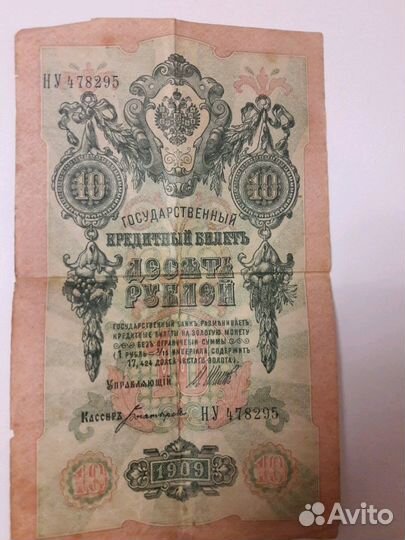 НУ 478295
10 10
ГОСУДАРСТВЕННЫЙ
КРЕДИТНЫЙ БИЛЕТЪ
ДЕСЯТЬ
РУБЛЕЙ
ГОСУДАРСТВЕННЫЙ БАНКЪ РАЗМѢНИВАЕТЪ
КРЕДИТНЫЕ БИЛЕТЫ НА ЗОЛОТУЮ МОНЕТУ
БЕЗЪ ОГРАНИЧЕНІЯ СУММЫ
(1 РУБЛЬ = 1/15 ИМПЕРІАЛА, СОДЕРЖИТЪ
17,424 ДОЛЕЙ ЧИСТАГО ЗОЛОТА).
УПРАВЛЯЮЩІЙ
КАССИРЪ
НУ 478295
10 1909 10
Avito